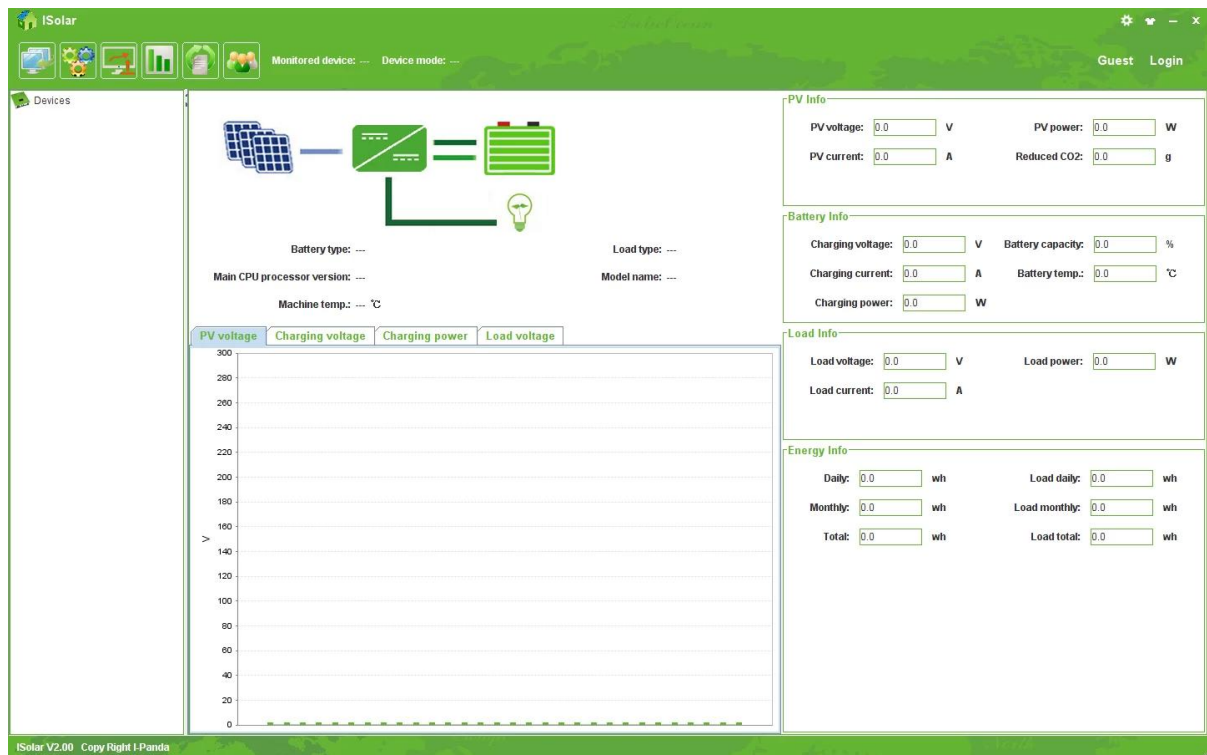 ISolar
Monitored device: --- Device mode: ---
Guest Login
Devices
Battery type: --- Load type: ---
Main CPU processor version: --- Model name: ---
Machine temp.: --- ℃
PV voltage Charging voltage Charging power Load voltage
300
280
260
240
220
200
180
160
V
140
120
100
80
60
40
20
0
PV Info
PV voltage: 0.0 V PV power: 0.0 W
PV current: 0.0 A Reduced CO2: 0.0 g
Battery Info
Charging voltage: 0.0 V Battery capacity: 0.0 %
Charging current: 0.0 A Battery temp.: 0.0 ℃
Charging power: 0.0 W
Load Info
Load voltage: 0.0 V Load power: 0.0 W
Load current: 0.0 A
Energy Info
Daily: 0.0 wh Load daily: 0.0 wh
Monthly: 0.0 wh Load monthly: 0.0 wh
Total: 0.0 wh Load total: 0.0 wh
ISolar V2.00 Copy Right I-Panda